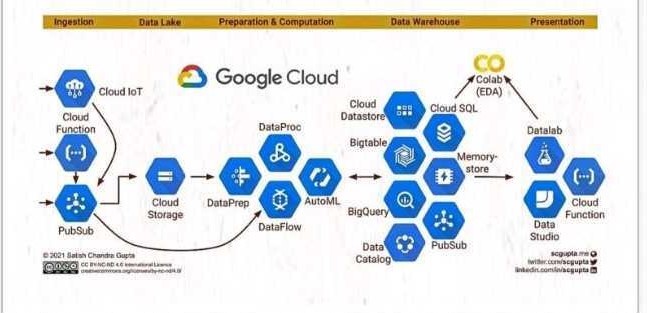 Ingestion
Data Lake
Preparation & Computation
Data Warehouse
Presentation
Google Cloud
Cloud IoT
Cloud
Function
PubSub
Cloud
Storage
DataPrep
DataProc
DataFlow
AutoML
Cloud
Datastore
Cloud SQL
Bigtable
Memory-
store
BigQuery
PubSub
Data
Catalog
Colab
(EDA)
Datalab
Cloud
Function
Data
Studio
© 2021 Satish Chandra Gupta
CC BY-NC-ND 4.0 International Licence
creativecommons.org/licenses/by-nc-nd/4.0/
scgupta.me
twitter.com/scgupta
linkedin.com/in/scgupta